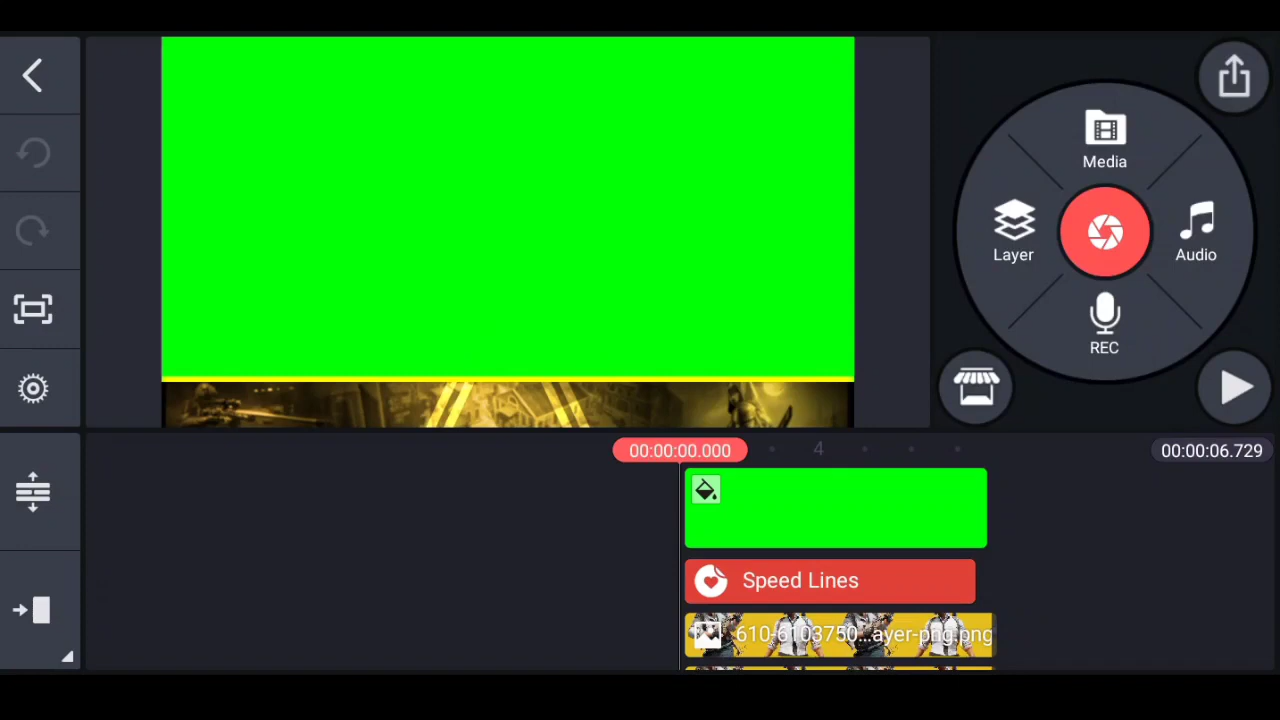 Media
Layer
Audio
REC
00:00:00.000
4
00:00:06.729
Speed Lines
610-6103750...ayer-png.png